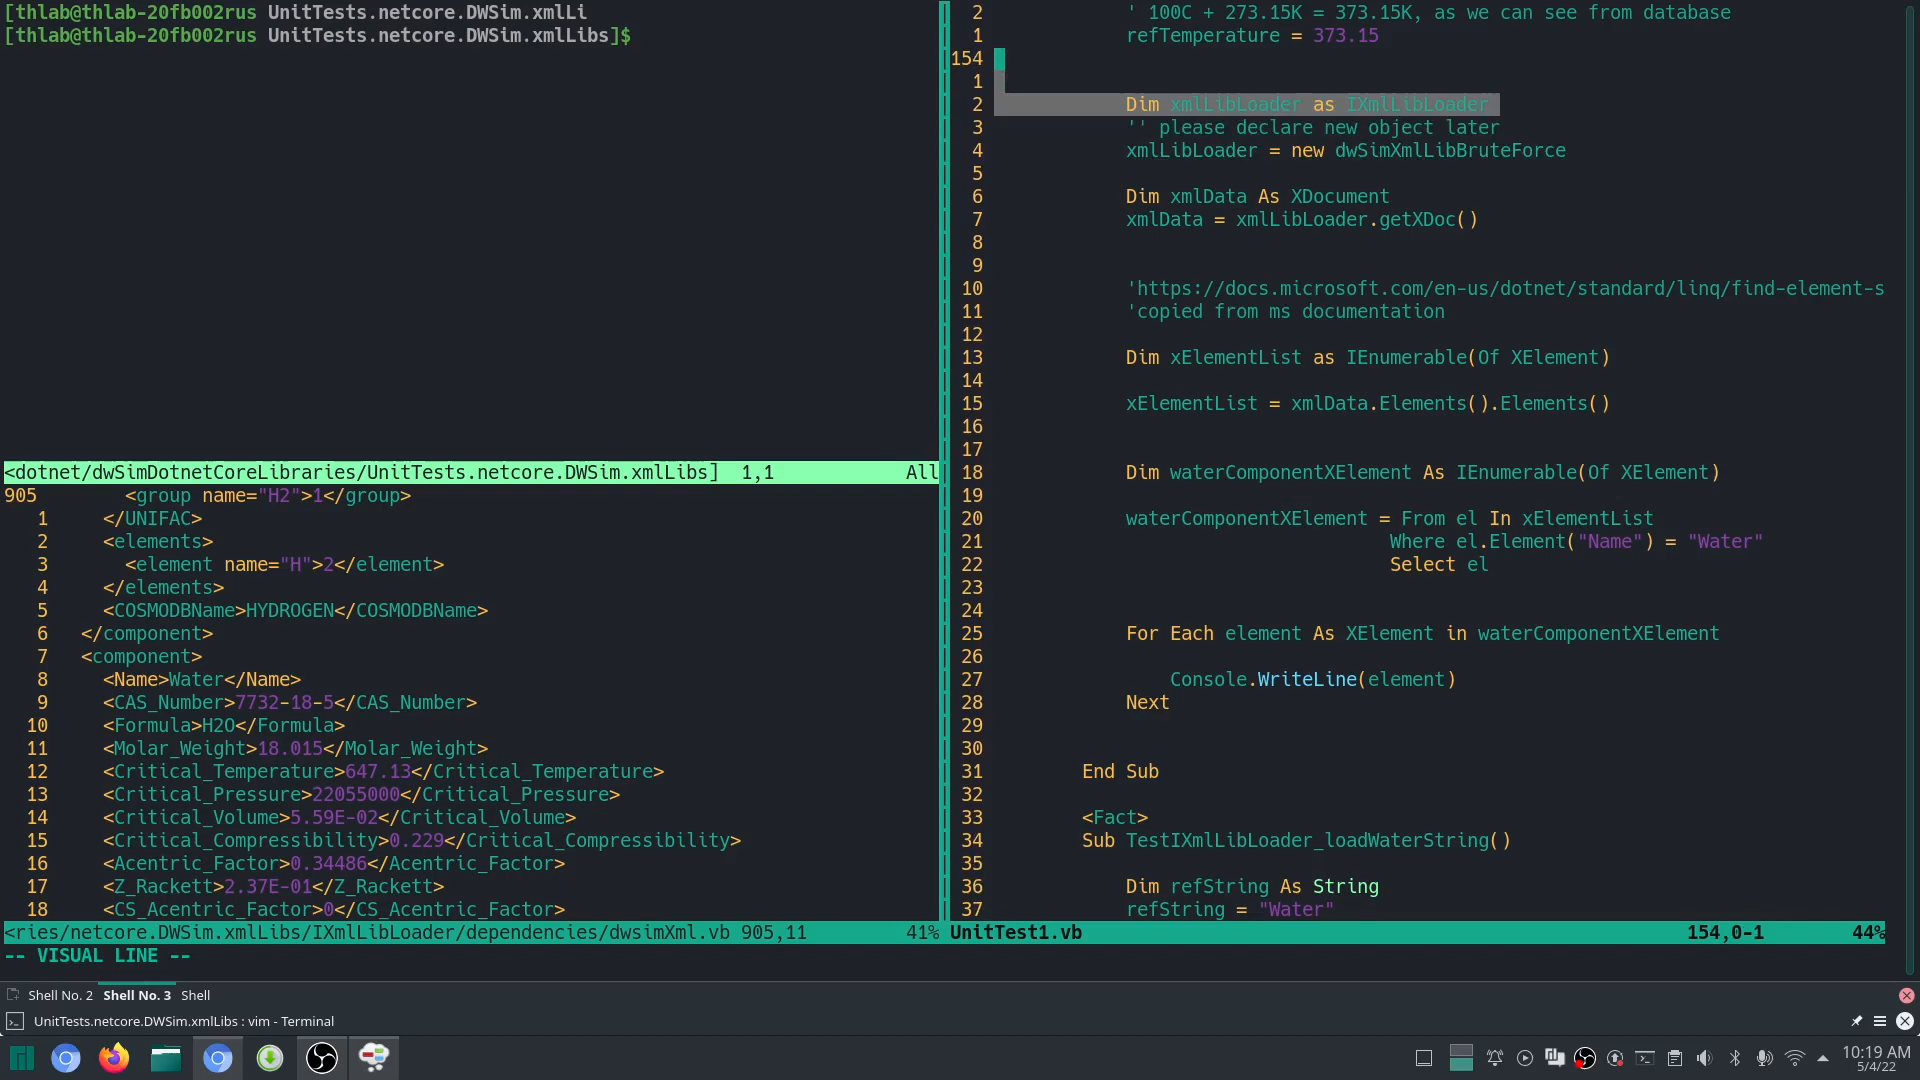 [thlab@thlab-20fb002rus UnitTests.netcore.DWSim.xmlLi
[thlab@thlab-20fb002rus UnitTests.netcore.DWSim.xmlLibs]$
<dotnet/dwSimDotnetCoreLibraries/UnitTests.netcore.DWSim.xmlLibs] 1,1 All
905 <group name="H2">1</group>
1 </UNIFAC>
2 <elements>
3 <element name="H">2</element>
4 </elements>
5 <COSMODBName>HYDROGEN</COSMODBName>
6 </component>
7 <component>
8 <Name>Water</Name>
9 <CAS_Number>7732-18-5</CAS_Number>
10 <Formula>H2O</Formula>
11 <Molar_Weight>18.015</Molar_Weight>
12 <Critical_Temperature>647.13</Critical_Temperature>
13 <Critical_Pressure>22055000</Critical_Pressure>
14 <Critical_Volume>5.59E-02</Critical_Volume>
15 <Critical_Compressibility>0.229</Critical_Compressibility>
16 <Acentric_Factor>0.34486</Acentric_Factor>
17 <Z_Rackett>2.37E-01</Z_Rackett>
18 <CS_Acentric_Factor>0</CS_Acentric_Factor>
<ries/netcore.DWSim.xmlLibs/IXmlLibLoader/dependencies/dwsimXml.vb 905,11 41%
2 ' 100C + 273.15K = 373.15K, as we can see from database
1 refTemperature = 373.15
154
1
2 Dim xmlLibLoader as IXmlLibLoader
3 '' please declare new object later
4 xmlLibLoader = new dwSimXmlLibBruteForce
5
6 Dim xmlData As XDocument
7 xmlData = xmlLibLoader.getXDoc()
8
9
10 'https://docs.microsoft.com/en-us/dotnet/standard/linq/find-element-s
11 'copied from ms documentation
12
13 Dim xElementList as IEnumerable(Of XElement)
14
15 xElementList = xmlData.Elements().Elements()
16
17
18 Dim waterComponentXElement As IEnumerable(Of XElement)
19
20 waterComponentXElement = From el In xElementList
21 Where el.Element("Name") = "Water"
22 Select el
23
24
25 For Each element As XElement in waterComponentXElement
26
27 Console.WriteLine(element)
28 Next
29
30
31 End Sub
32
33 <Fact>
34 Sub TestIXmlLibLoader_loadWaterString()
35
36 Dim refString As String
37 refString = "Water"
UnitTest1.vb 154,0-1 44%
-- VISUAL LINE --
Shell No. 2 Shell No. 3 Shell
UnitTests.netcore.DWSim.xmlLibs : vim - Terminal
10:19 AM
5/4/22